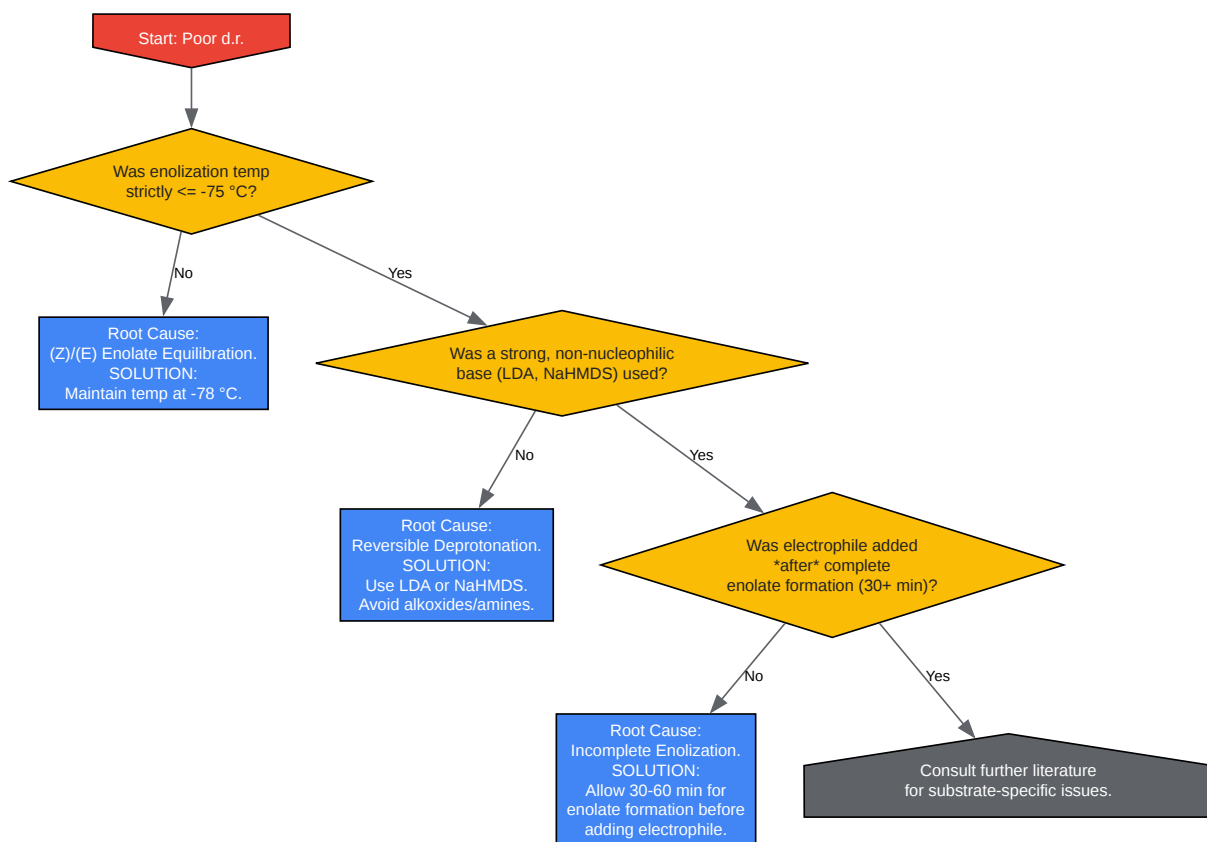 Start: Poor d.r.
Was enolization temp
strictly <= -75 °C?
No
Yes
Root Cause:
(Z)/(E) Enolate Equilibration.
SOLUTION:
Maintain temp at -78 °C.
Was a strong, non-nucleophilic
base (LDA, NaHMDS) used?
No
Yes
Root Cause:
Reversible Deprotonation.
SOLUTION:
Use LDA or NaHMDS.
Avoid alkoxides/amines.
Was electrophile added
*after* complete
enolate formation (30+ min)?
No
Yes
Root Cause:
Incomplete Enolization.
SOLUTION:
Allow 30-60 min for
enolate formation before
adding electrophile.
Consult further literature
for substrate-specific issues.